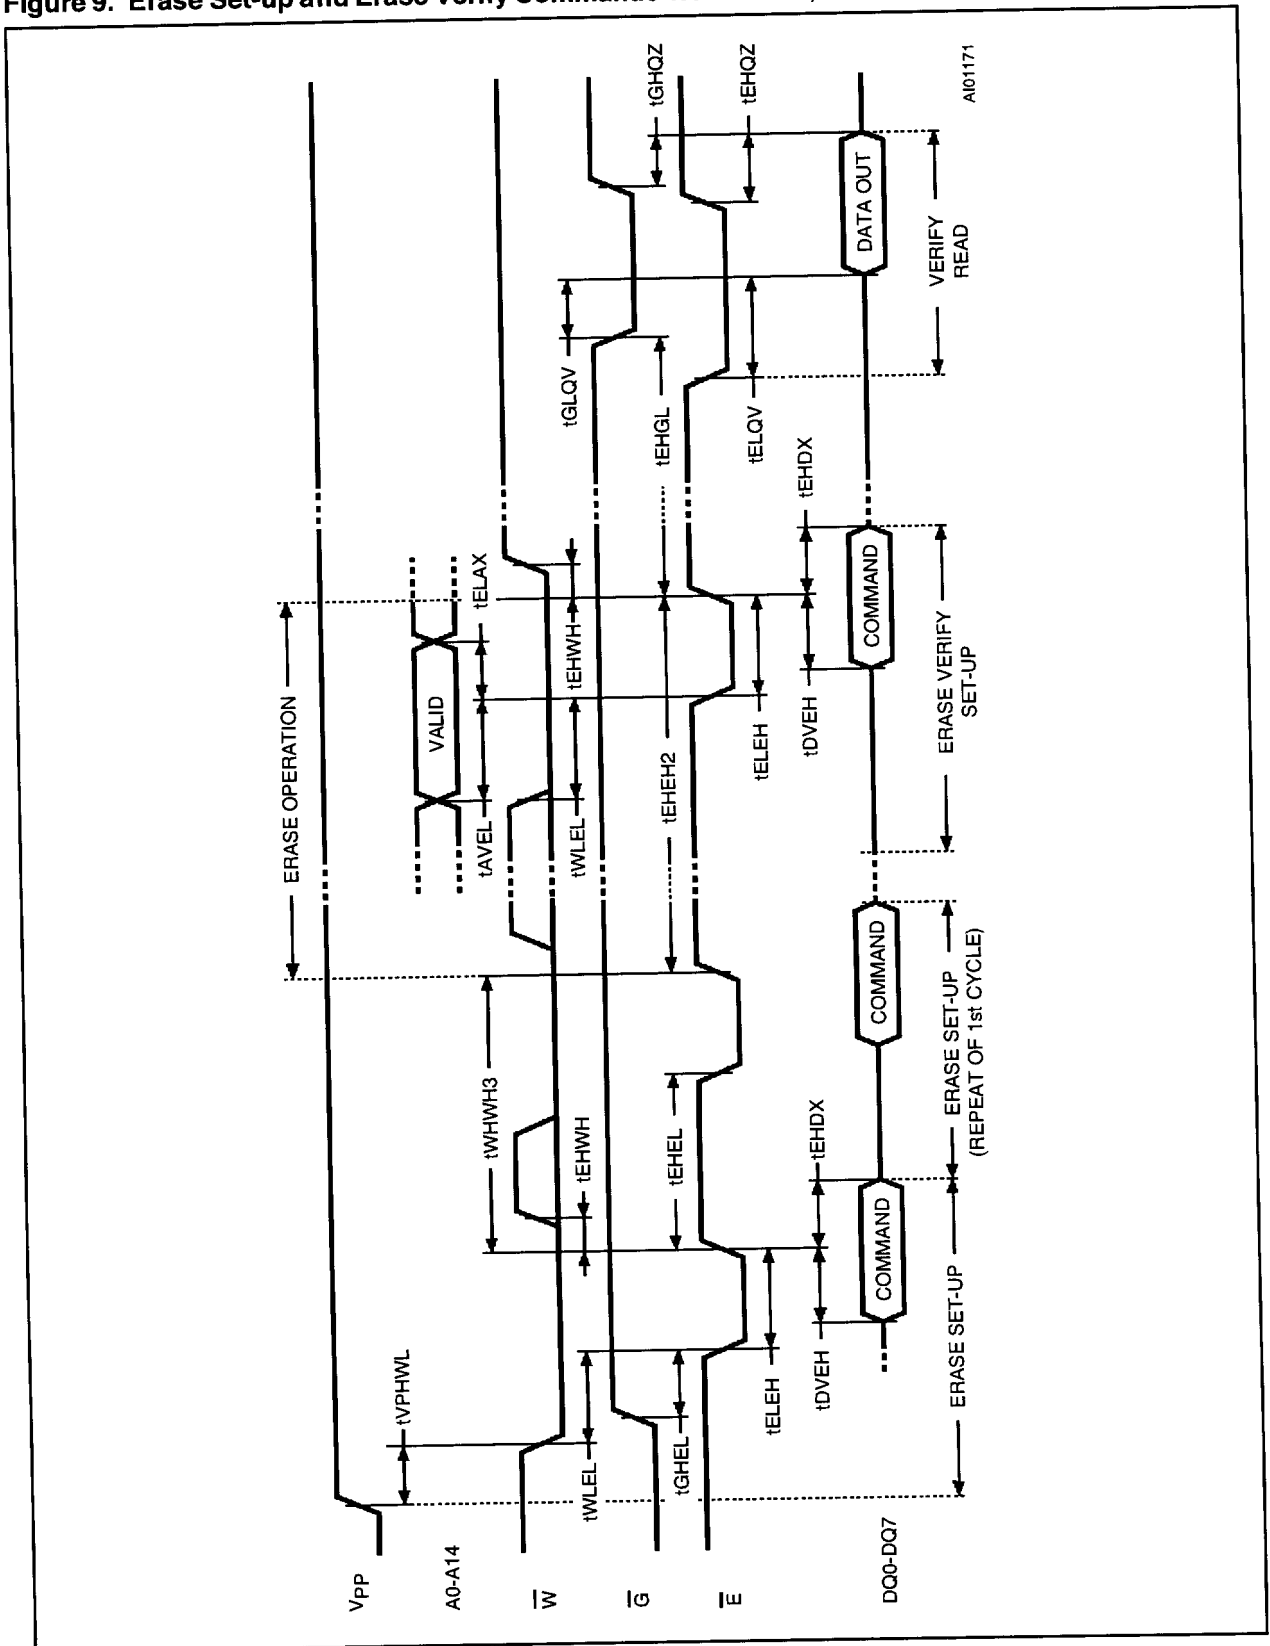 Figure 9. Erase Set-up and Erase Verify Commands
VPP
A0-A14
W
G
E
DQ0-DQ7
tVPHWL
ERASE OPERATION
VALID
tAVEL
tELAX
tWLEL
tEHWH
tWHWH3
tWLEL
tEHWH
tGLQV
tGHEL
tEHEL
tEHEH2
tEHGL
tGHQZ
tELEH
tELEH
tELQV
tEHQZ
tDVEH
tEHDX
tDVEH
tEHDX
COMMAND
COMMAND
COMMAND
DATA OUT
ERASE SET-UP
ERASE SET-UP
(REPEAT OF 1st CYCLE)
ERASE VERIFY
SET-UP
VERIFY
READ
AI01171